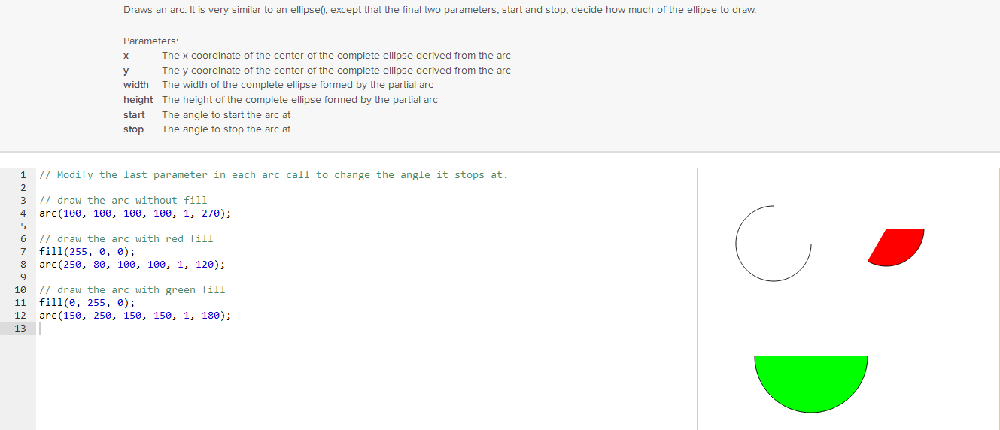 Draws an arc. It is very similar to an ellipse(), except that the final two parameters, start and stop, decide how much of the ellipse to draw.
Parameters:
x The x-coordinate of the center of the complete ellipse derived from the arc
y The y-coordinate of the center of the complete ellipse derived from the arc
width The width of the complete ellipse formed by the partial arc
height The height of the complete ellipse formed by the partial arc
start The angle to start the arc at
stop The angle to stop the arc at
1 // Modify the last parameter in each arc call to change the angle it stops at.
2
3 // draw the arc without fill
4 arc(100, 100, 100, 100, 1, 270);
5
6 // draw the arc with red fill
7 fill(255, 0, 0);
8 arc(250, 80, 100, 100, 1, 120);
9
10 // draw the arc with green fill
11 fill(0, 255, 0);
12 arc(150, 250, 150, 150, 1, 180);
13